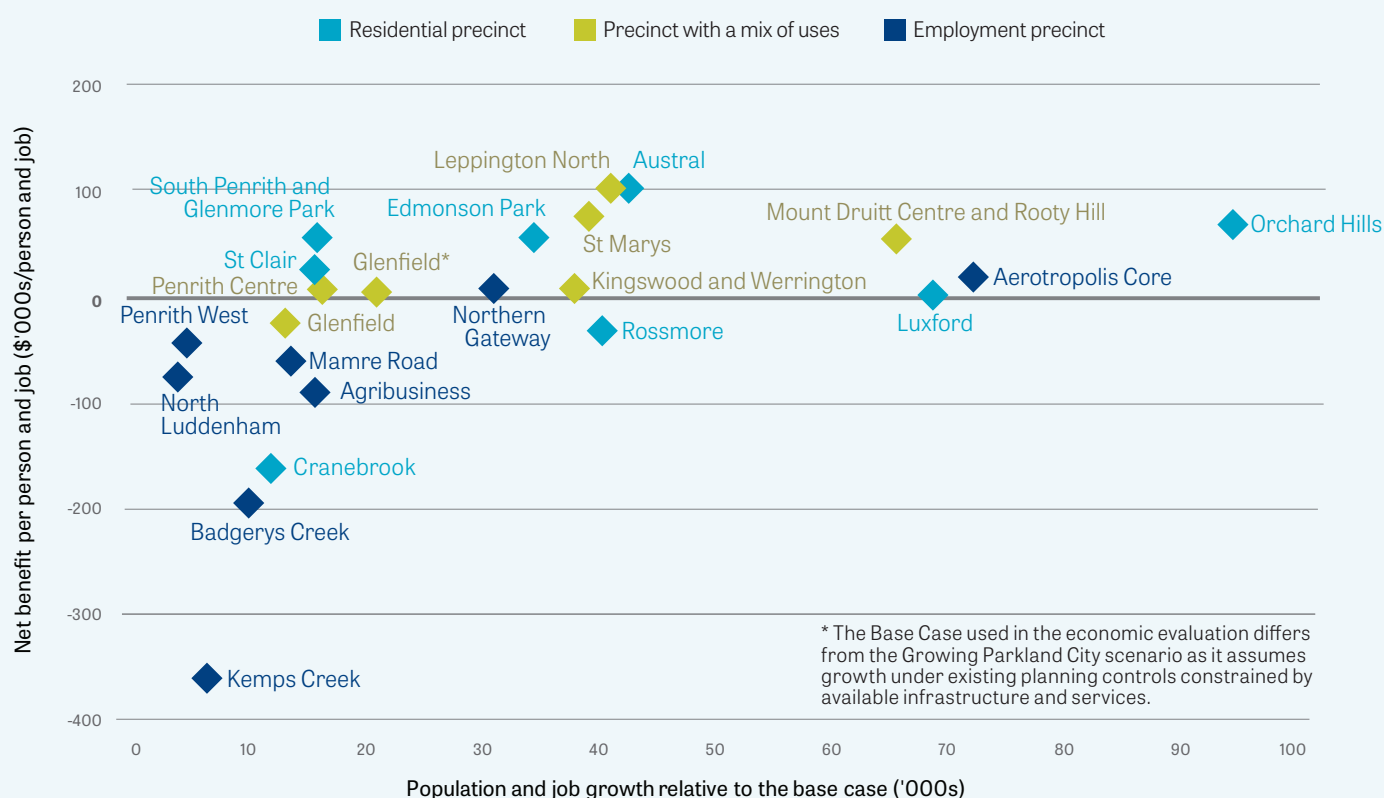 Residential precinct
Precinct with a mix of uses
Employment precinct
Net benefit per person and job ($'000s/person and job)
200
100
0
-100
-200
-300
-400
Leppington North
Austral
South Penrith and
Glenmore Park
Edmonson Park
Mount Druitt Centre and Rooty Hill
Orchard Hills
St Marys
St Clair
Glenfield*
Penrith Centre
Kingswood and Werrington
Aerotropolis Core
Penrith West
Glenfield
Northern
Gateway
Rossmore
Luxford
Mamre Road
Agribusiness
North
Luddenham
Cranebrook
Badgerys Creek
Kemps Creek
* The Base Case used in the economic evaluation differs
from the Growing Parkland City scenario as it assumes
growth under existing planning controls constrained by
available infrastructure and services.
0
10
20
30
40
50
60
70
80
90
100
Population and job growth relative to the base case ('000s)